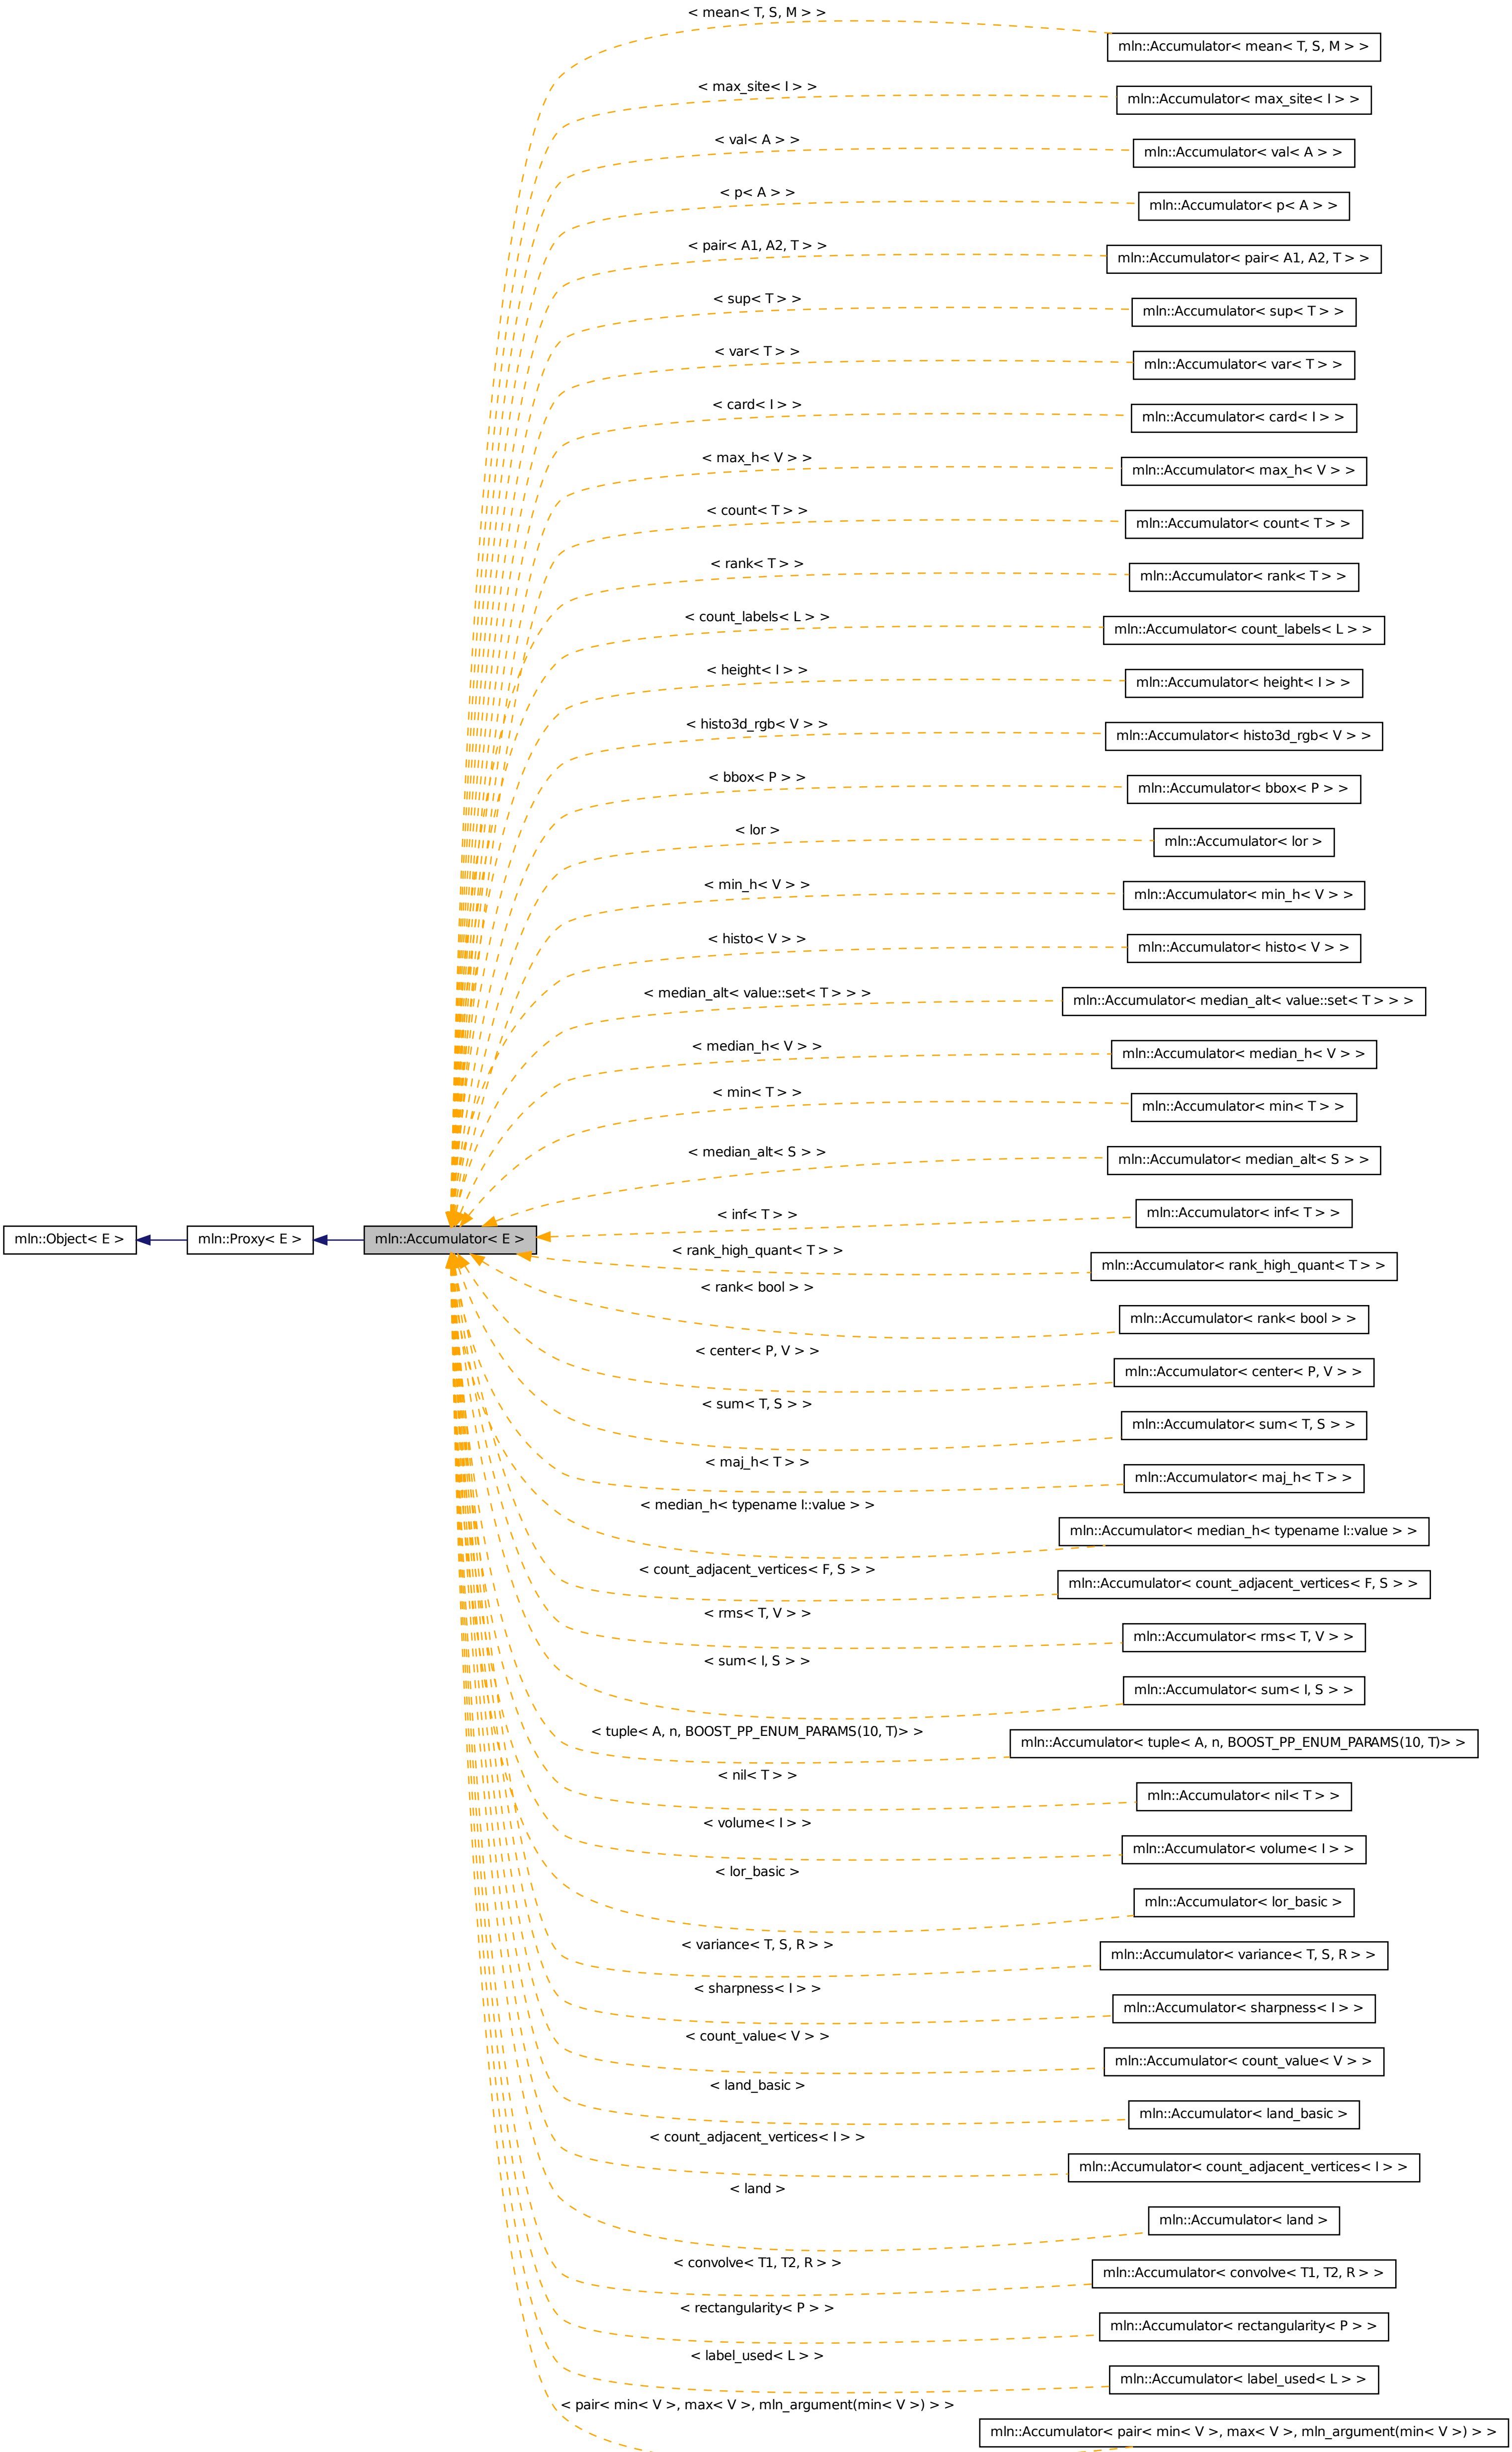 < mean< T, S, M > >
mln::Accumulator< mean< T, S, M > >
< max_site< I > >
mln::Accumulator< max_site< I > >
< val< A > >
mln::Accumulator< val< A > >
< p< A > >
mln::Accumulator< p< A > >
< pair< A1, A2, T > >
mln::Accumulator< pair< A1, A2, T > >
< sup< T > >
mln::Accumulator< sup< T > >
< var< T > >
mln::Accumulator< var< T > >
< card< I > >
mln::Accumulator< card< I > >
< max_h< V > >
mln::Accumulator< max_h< V > >
< count< T > >
mln::Accumulator< count< T > >
< rank< T > >
mln::Accumulator< rank< T > >
< count_labels< L > >
mln::Accumulator< count_labels< L > >
< height< I > >
mln::Accumulator< height< I > >
< histo3d_rgb< V > >
mln::Accumulator< histo3d_rgb< V > >
< bbox< P > >
mln::Accumulator< bbox< P > >
< lor >
mln::Accumulator< lor >
< min_h< V > >
mln::Accumulator< min_h< V > >
< histo< V > >
mln::Accumulator< histo< V > >
< median_alt< value::set< T > > >
mln::Accumulator< median_alt< value::set< T > > >
< median_h< V > >
mln::Accumulator< median_h< V > >
< min< T > >
mln::Accumulator< min< T > >
< median_alt< S > >
mln::Accumulator< median_alt< S > >
< inf< T > >
mln::Accumulator< inf< T > >
mln::Object< E >
mln::Proxy< E >
mln::Accumulator< E >
< rank_high_quant< T > >
mln::Accumulator< rank_high_quant< T > >
< rank< bool > >
mln::Accumulator< rank< bool > >
< center< P, V > >
mln::Accumulator< center< P, V > >
< sum< T, S > >
mln::Accumulator< sum< T, S > >
< maj_h< T > >
mln::Accumulator< maj_h< T > >
< median_h< typename I::value > >
mln::Accumulator< median_h< typename I::value > >
< count_adjacent_vertices< F, S > >
mln::Accumulator< count_adjacent_vertices< F, S > >
< rms< T, V > >
mln::Accumulator< rms< T, V > >
< sum< I, S > >
mln::Accumulator< sum< I, S > >
< tuple< A, n, BOOST_PP_ENUM_PARAMS(10, T)> >
mln::Accumulator< tuple< A, n, BOOST_PP_ENUM_PARAMS(10, T)> >
< nil< T > >
mln::Accumulator< nil< T > >
< volume< I > >
mln::Accumulator< volume< I > >
< lor_basic >
mln::Accumulator< lor_basic >
< variance< T, S, R > >
mln::Accumulator< variance< T, S, R > >
< sharpness< I > >
mln::Accumulator< sharpness< I > >
< count_value< V > >
mln::Accumulator< count_value< V > >
< land_basic >
mln::Accumulator< land_basic >
< count_adjacent_vertices< I > >
mln::Accumulator< count_adjacent_vertices< I > >
< land >
mln::Accumulator< land >
< convolve< T1, T2, R > >
mln::Accumulator< convolve< T1, T2, R > >
< rectangularity< P > >
mln::Accumulator< rectangularity< P > >
< label_used< L > >
mln::Accumulator< label_used< L > >
< pair< min< V >, max< V >, mln_argument(min< V >) > >
mln::Accumulator< pair< min< V >, max< V >, mln_argument(min< V >) > >